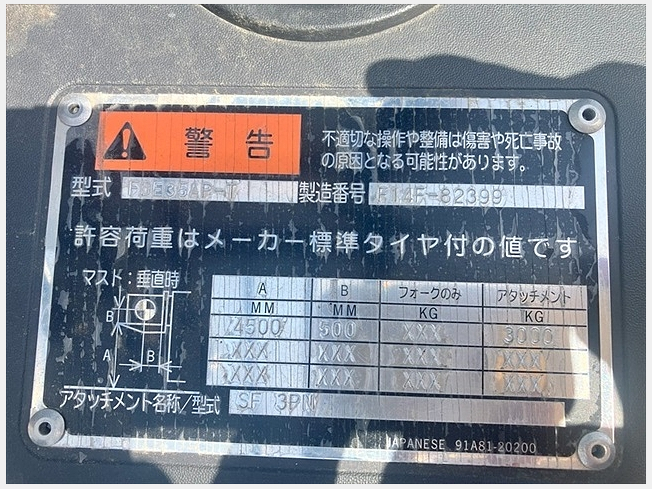 警告
不適切な操作や整備は傷害や死亡事故
の原因となる可能性があります。
型式 製造番号 F14E-82399
許容荷重はメーカー標準タイヤ付の値です
マスト:垂直時
A B フォークのみ アタッチメント
MM MM KG KG
4500 500 XXX 3000
XXX XXX XXX XXX
XXX XXX XXX XXX
B
A
B
アタッチメント名称/型式 SF 3PN
JAPANESE 91A81-20200